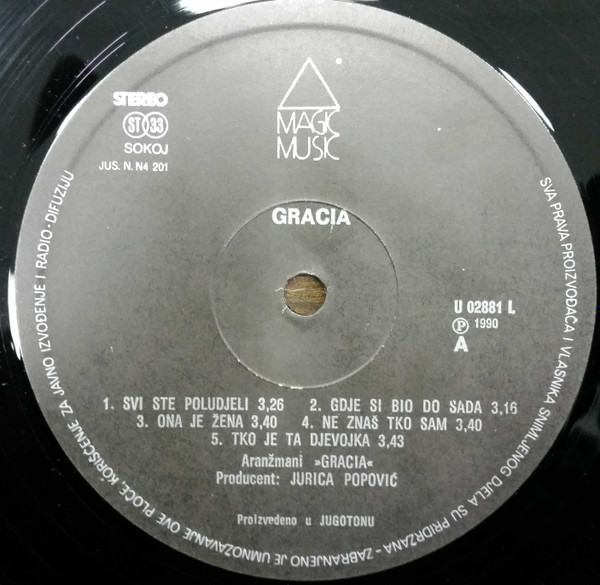 STEREO
ST 33
SOKOJ
JUS. N. N4 201
MAGIC
MUSIC
GRACIA
U 02881 L
Ⓟ 1990
A
1. SVI STE POLUDJELI 3,26 2. GDJE SI BIO DO SADA 3,16
3. ONA JE ŽENA 3,40 4. NE ZNAŠ TKO SAM 3,40
5. TKO JE TA DJEVOJKA 3,43
Aranžmani »GRACIA«
Producent: JURICA POPOVIĆ
Proizvedeno u JUGOTONU
SVA PRAVA PROIZVOĐAČA I VLASNIKA SNIMLJENOG DJELA SU PRIDRŽANA - ZABRANJENO JE UMNOŽAVANJE OVE PLOČE, KORIŠĆENJE ZA JAVNO IZVOĐENJE I RADIO - DIFUZIJU